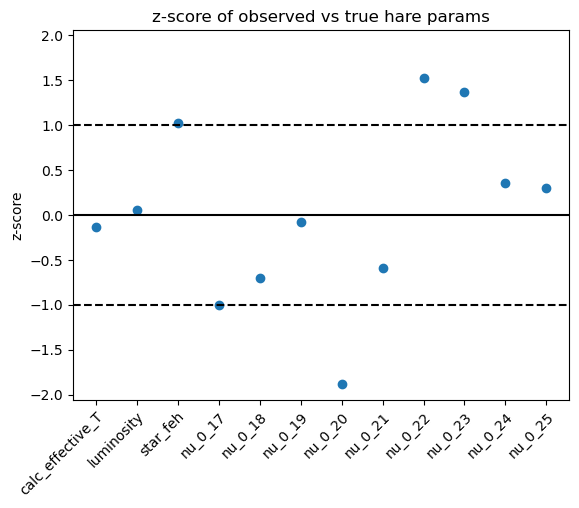 z-score of observed vs true hare params
z-score
2.0
1.5
1.0
0.5
0.0
−0.5
−1.0
−1.5
−2.0
calc_effective_T
luminosity
star_feh
nu_0_17
nu_0_18
nu_0_19
nu_0_20
nu_0_21
nu_0_22
nu_0_23
nu_0_24
nu_0_25